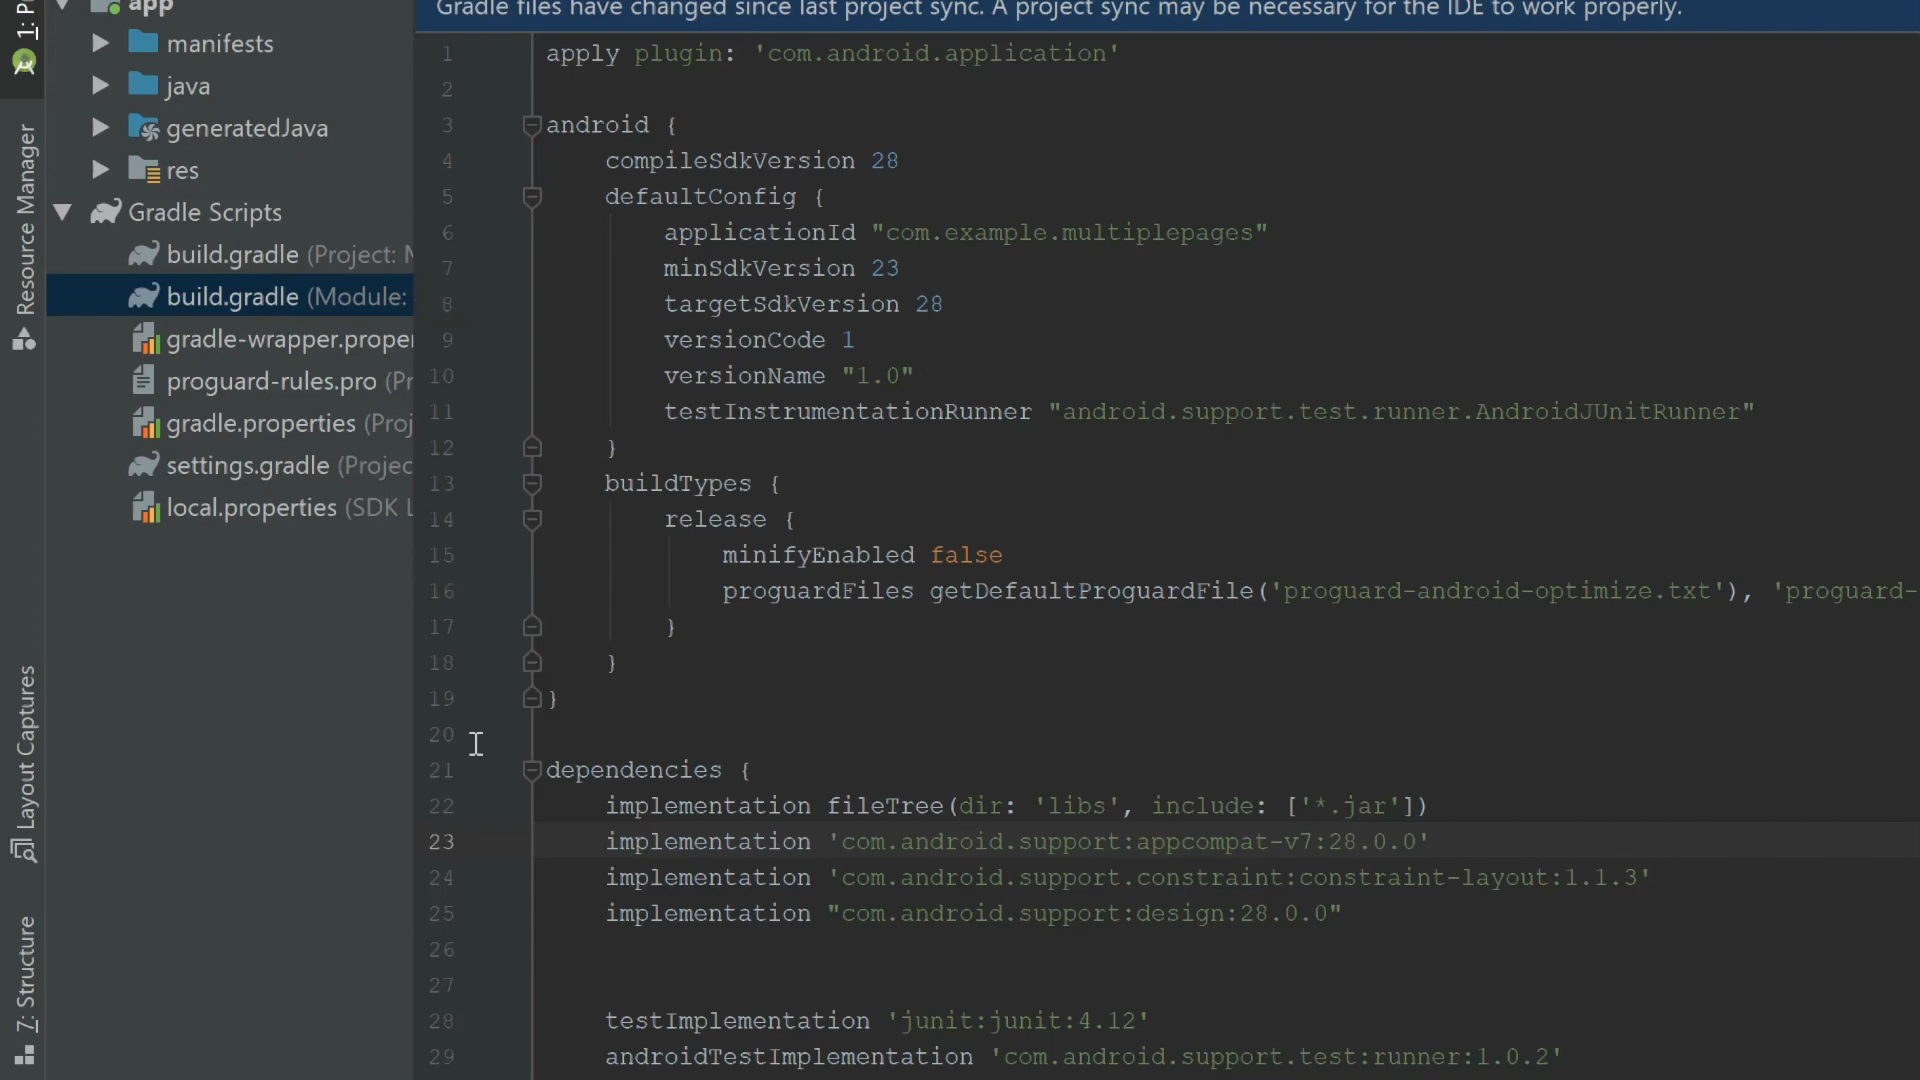 Gradle files have changed since last project sync. A project sync may be necessary for the IDE to work properly.
app
manifests
java
generatedJava
res
Gradle Scripts
build.gradle (Project:
build.gradle (Module:
gradle-wrapper.proper
proguard-rules.pro (Pr
gradle.properties (Proj
settings.gradle (Projec
local.properties (SDK L
1:
Resource Manager
Layout Captures
7: Structure
1 apply plugin: 'com.android.application'
2
3 android {
4 compileSdkVersion 28
5 defaultConfig {
6 applicationId "com.example.multiplepages"
7 minSdkVersion 23
8 targetSdkVersion 28
9 versionCode 1
10 versionName "1.0"
11 testInstrumentationRunner "android.support.test.runner.AndroidJUnitRunner"
12 }
13 buildTypes {
14 release {
15 minifyEnabled false
16 proguardFiles getDefaultProguardFile('proguard-android-optimize.txt'), 'proguard-
17 }
18 }
19 }
20
21 dependencies {
22 implementation fileTree(dir: 'libs', include: ['*.jar'])
23 implementation 'com.android.support:appcompat-v7:28.0.0'
24 implementation 'com.android.support.constraint:constraint-layout:1.1.3'
25 implementation "com.android.support:design:28.0.0"
26
27
28 testImplementation 'junit:junit:4.12'
29 androidTestImplementation 'com.android.support.test:runner:1.0.2'